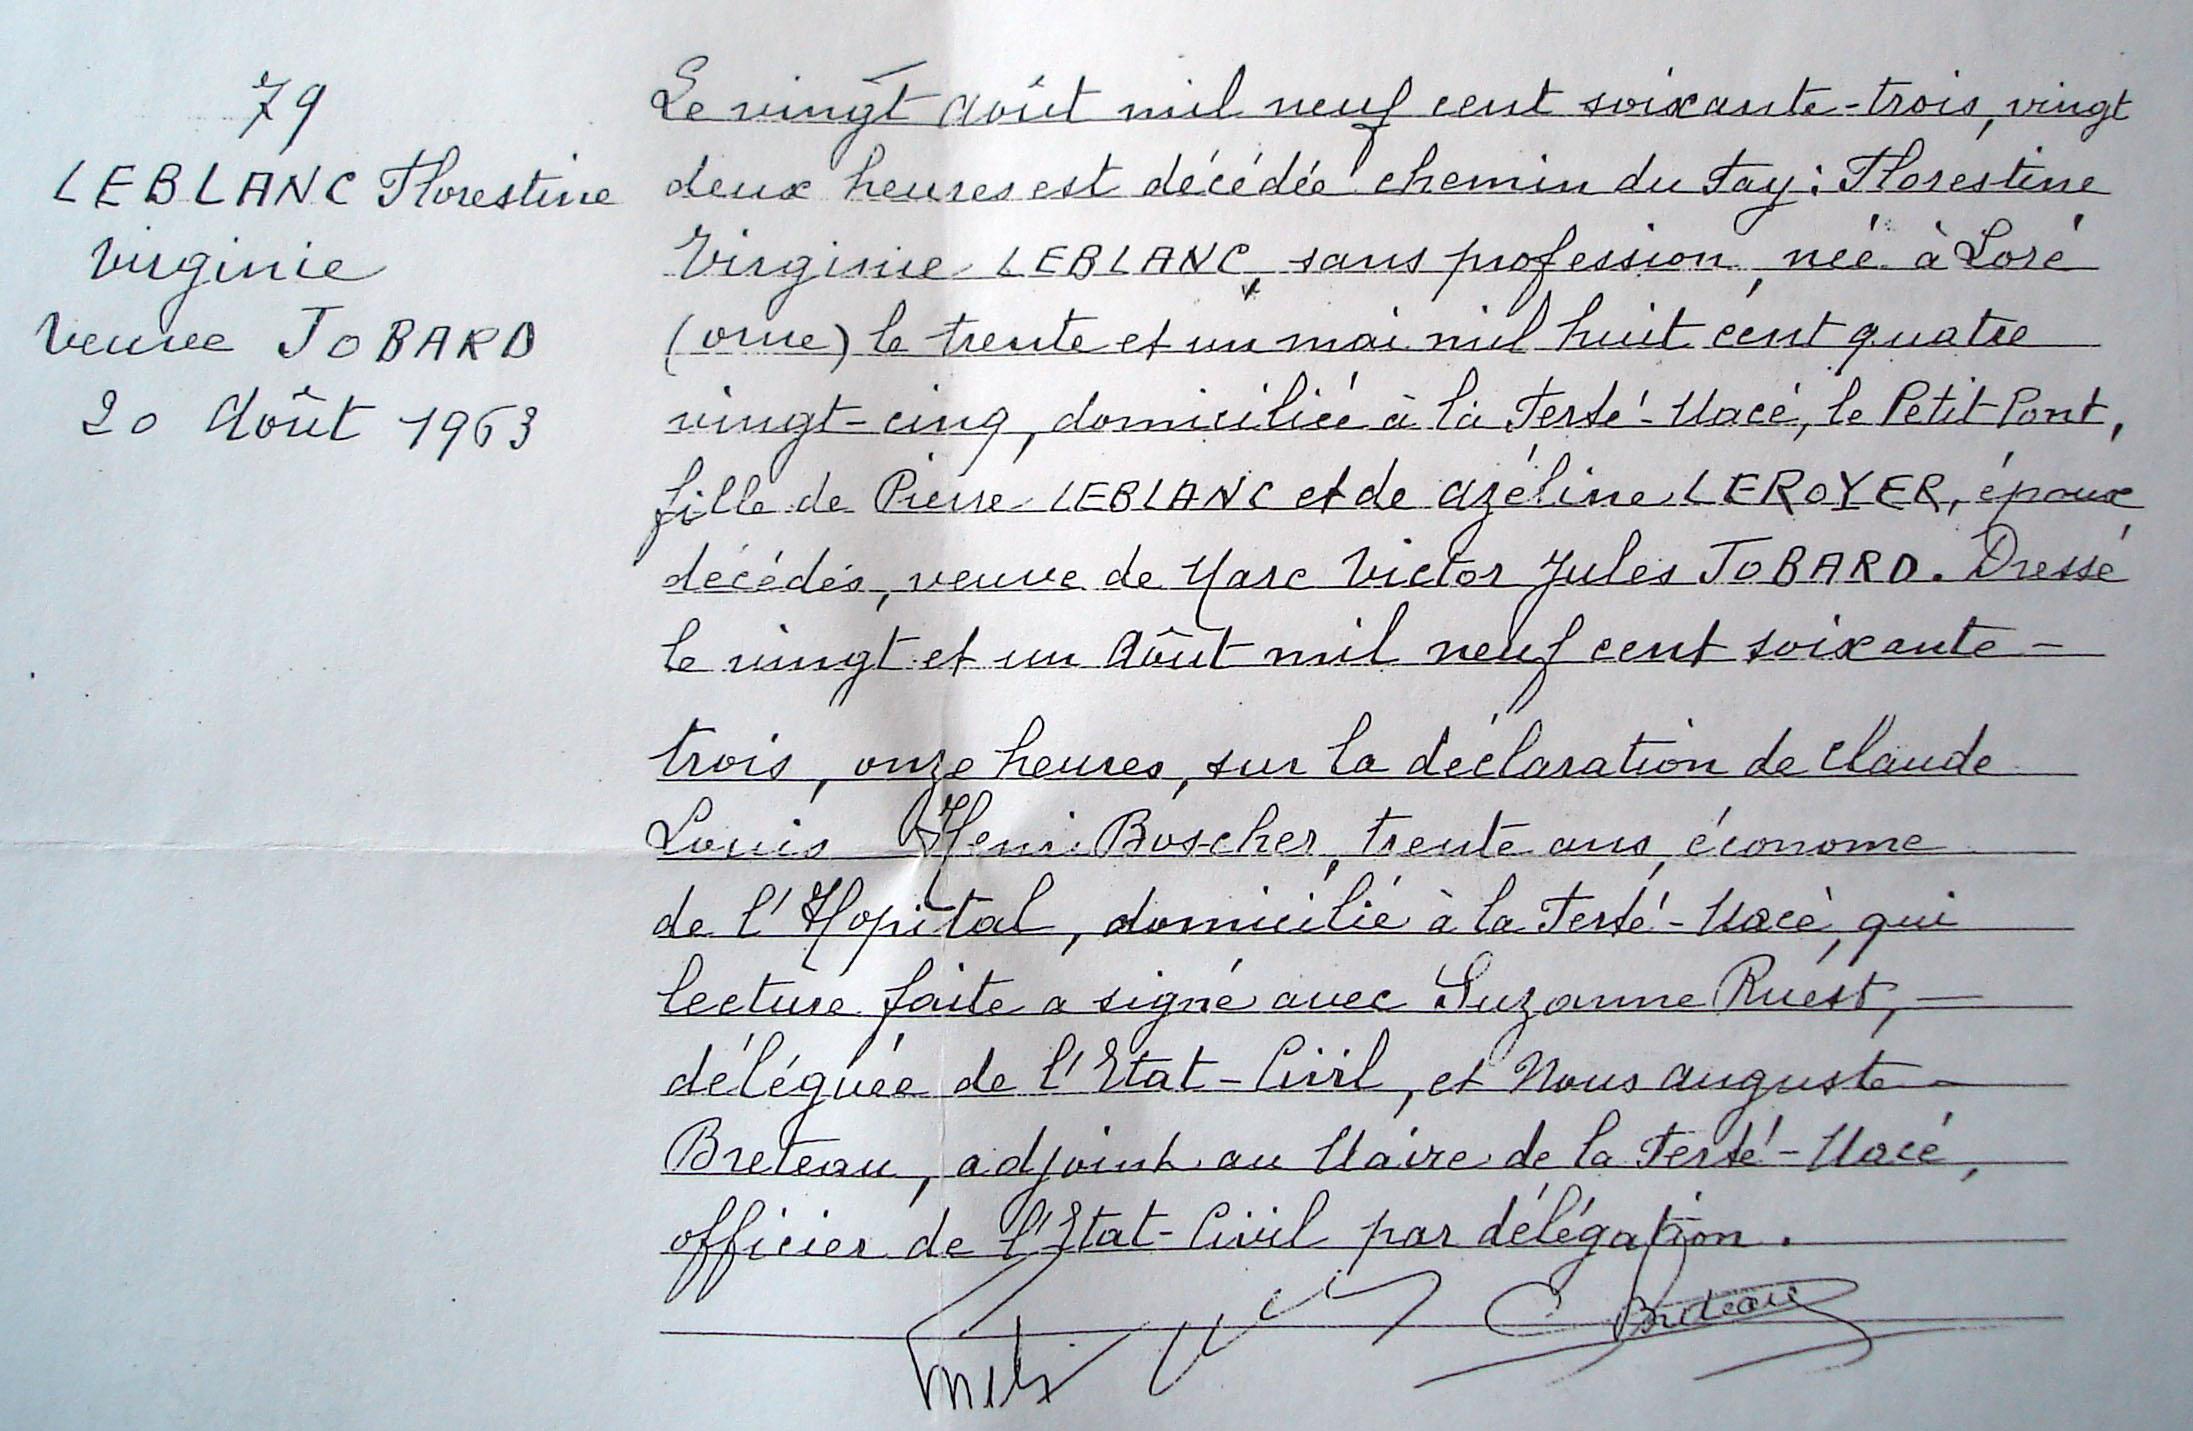 79
LEBLANC Florestine
Virginie
Veuve JOBARD
20 Août 1963
Le vingt Août mil neuf cent soixante-trois, vingt
deux heures est décédée chemin du Fay : Florestine
Virginie LEBLANC, sans profession, née à Loré
(orne) le trente et un mai mil huit cent quatre
vingt-cinq, domiciliée à la Ferté-Macé, le Petit Pont,
fille de Pierre LEBLANC et de Azéline LEROYER, époux
décédés, veuve de Marc Victor Jules JOBARD. Dressé
le vingt et un Août mil neuf cent soixante-
trois, onze heures, sur la déclaration de Claude
Louis Henri Boscher, trente ans, économe
de l'Hopital, domicilié à la Ferté-Macé, qui
lecture faite a signé avec Suzanne Ruest,
déléguée de l'Etat-Civil, et Nous Auguste
Breteau, adjoint au Maire de la Ferté-Macé,
officier de l'Etat-Civil par délégation.
Breteau